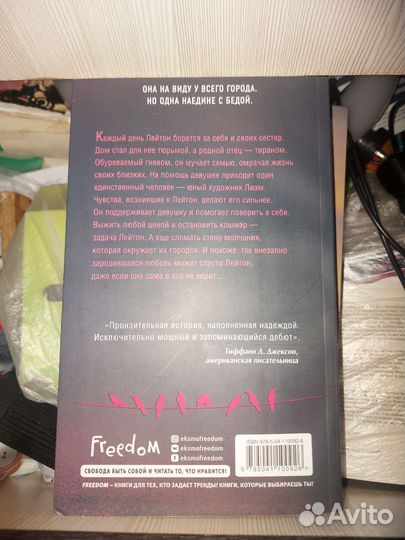 ОНА НА ВИДУ У ВСЕГО ГОРОДА,
НО ОДНА НАЕДИНЕ С БЕДОЙ.
Каждый день Лейтон борется за себя и своих сестер.
Дом стал для нее тюрьмой, а родной отец — тираном.
Обуреваемый гневом, он мучает семью, омрачая жизнь
своих близких. На помощь девушке приходит один
единственный человек — юный художник Лиам.
Чувства, возникшие к Лейтон, делают его сильнее.
Он поддерживает девушку и помогает поверить в себя.
Выжить любой ценой и остановить кошмар —
задача Лейтон. А еще сломать стену молчания,
которой окружает их городок. И похоже, так внезапно
зародившаяся любовь может спасти Лейтон,
даже если она сама в это не верит...
«Пронзительная история, наполненная надеждой.
Исключительно мощный и запоминающийся дебют».
Тиффани Д. Джексон,
американская писательница
Freedom
eksmofreedom
eksmofreedom
eksmofreedom
ISBN 978-5-04-110092-6
9 785041 100926 >
СВОБОДА БЫТЬ СОБОЙ И ЧИТАТЬ ТО, ЧТО НРАВИТСЯ!
FREEDOM – КНИГИ ДЛЯ ТЕХ, КТО ЗАДАЕТ ТРЕНДЫ! КНИГИ, КОТОРЫЕ ВЫБИРАЕШЬ ТЫ!
Avito